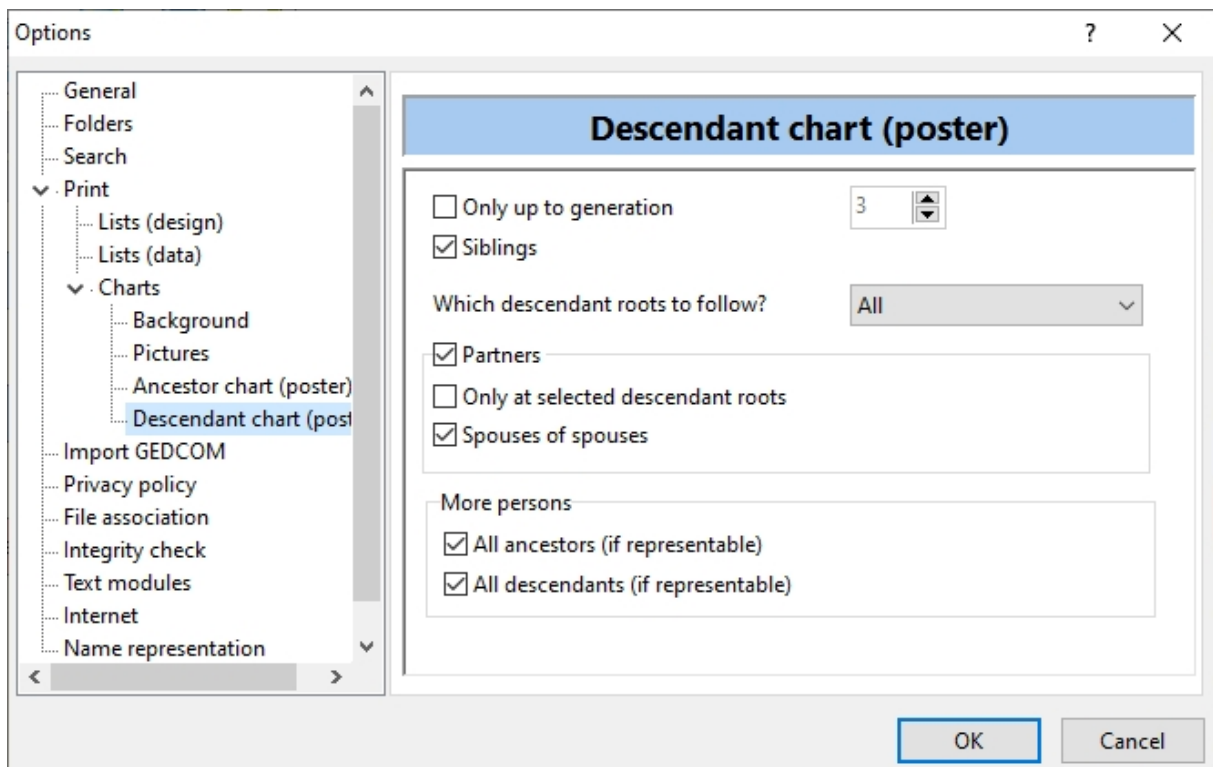 Options
General
Folders
Search
Print
Lists (design)
Lists (data)
Charts
Background
Pictures
Ancestor chart (poster)
Descendant chart (post
Import GEDCOM
Privacy policy
File association
Integrity check
Text modules
Internet
Name representation
Descendant chart (poster)
Only up to generation 3
Siblings
Which descendant roots to follow? All
Partners
Only at selected descendant roots
Spouses of spouses
More persons
All ancestors (if representable)
All descendants (if representable)
OK Cancel